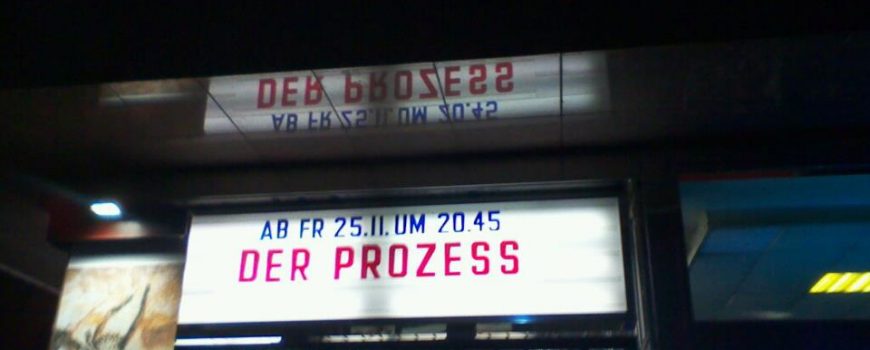 AB FR 25.11.UM 20.45
DER PROZESS